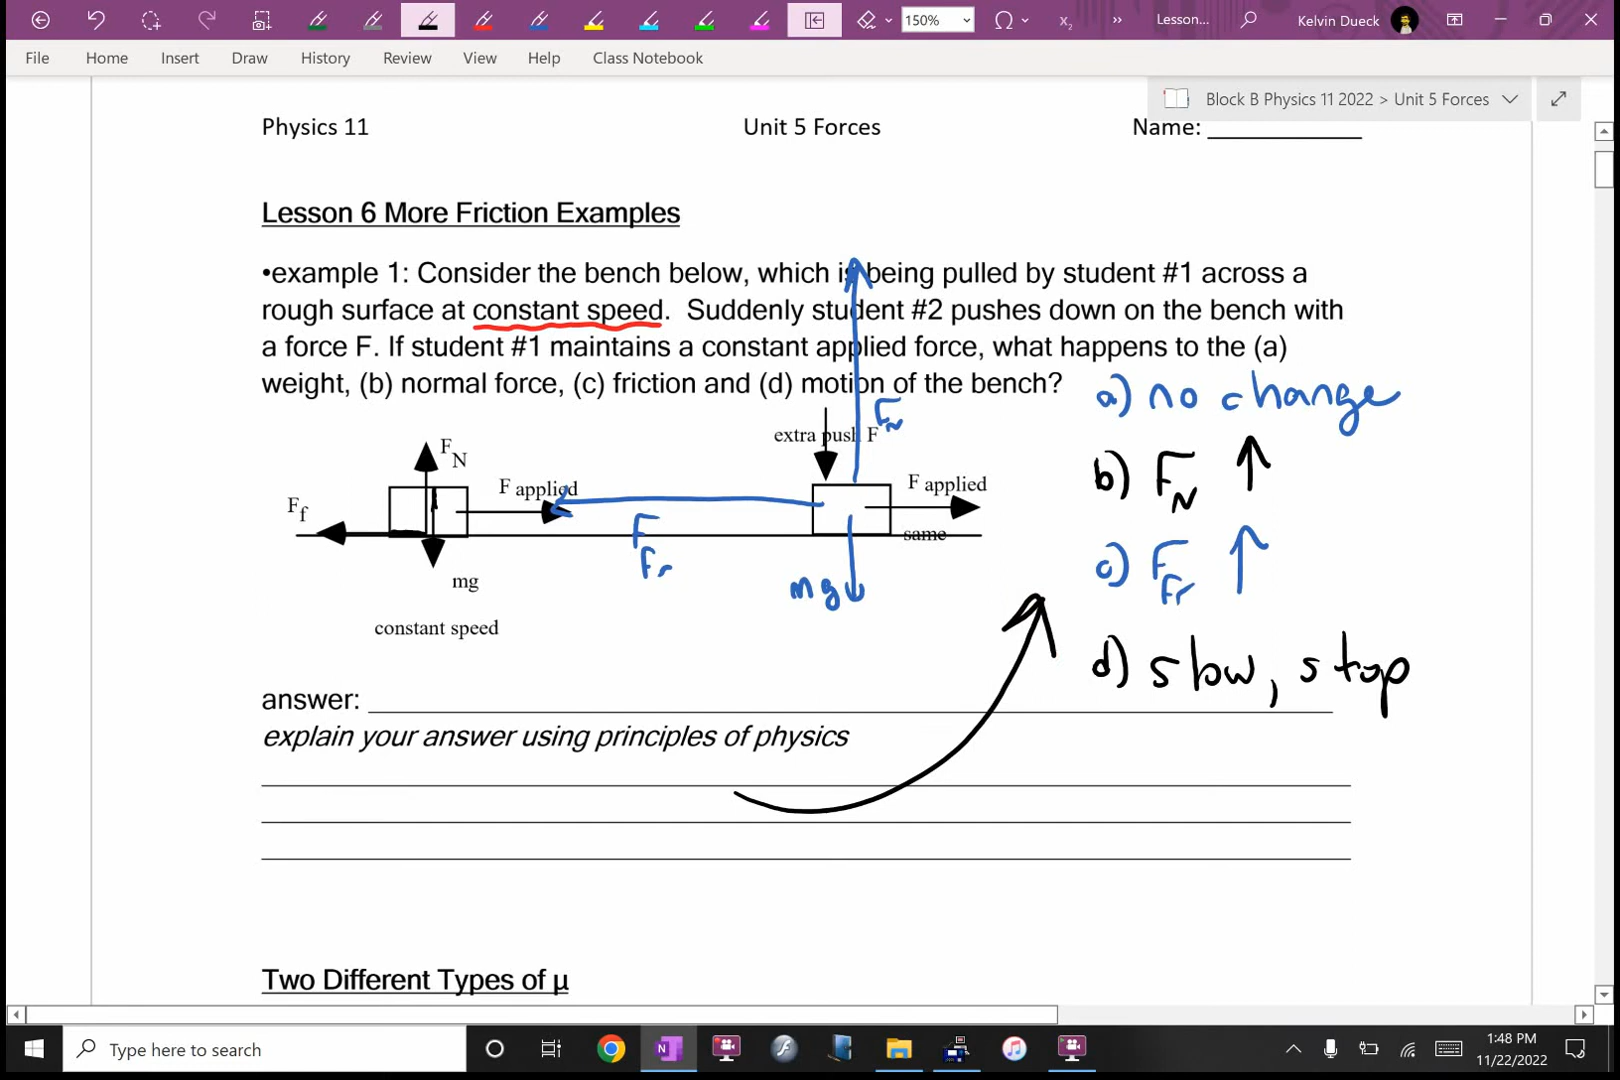 150%
Lesson...
Kelvin Dueck
File Home Insert Draw History Review View Help Class Notebook
Block B Physics 11 2022 > Unit 5 Forces
Physics 11 Unit 5 Forces Name: ____________
Lesson 6 More Friction Examples
•example 1: Consider the bench below, which is being pulled by student #1 across a
rough surface at constant speed. Suddenly student #2 pushes down on the bench with
a force F. If student #1 maintains a constant applied force, what happens to the (a)
weight, (b) normal force, (c) friction and (d) motion of the bench?
a) no change
extra push F
FN
F N
F applied
F applied
b) FN ↑
F f
same
FFr
c) FFr ↑
mg
mg
constant speed
d) slow, stop
answer:
explain your answer using principles of physics
Two Different Types of μ
Type here to search
1:48 PM
11/22/2022